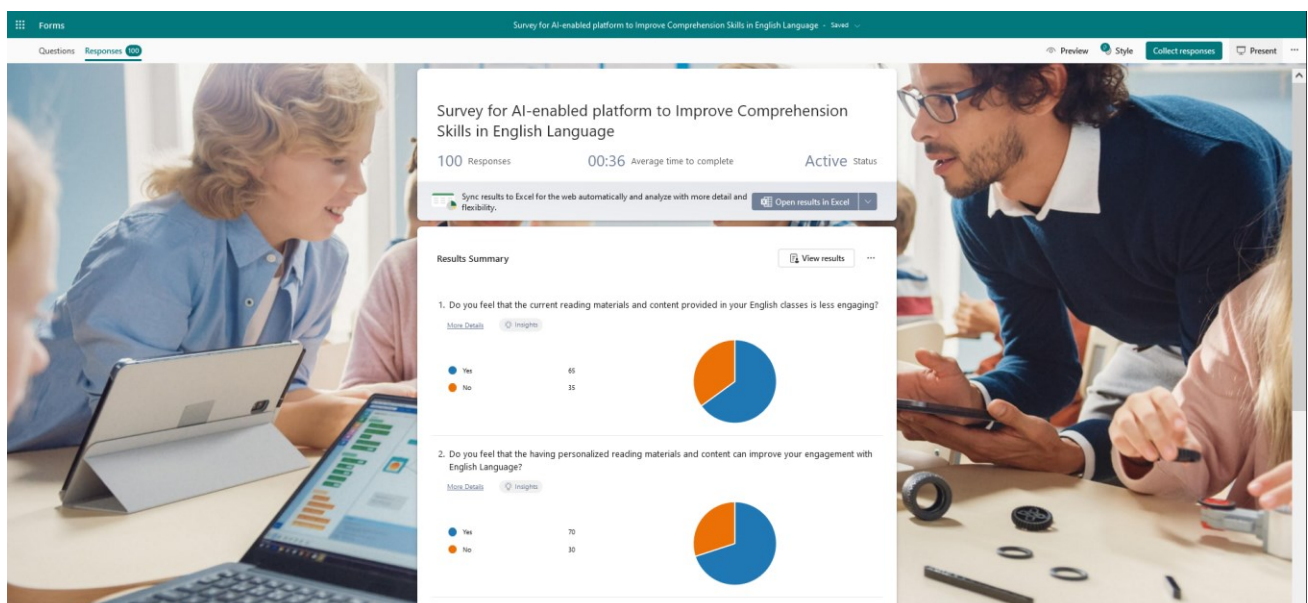 Forms
Survey for AI-enabled platform to Improve Comprehension Skills in English Language - Saved
Questions Responses 100
Preview Style Collect responses Present ...
Survey for AI-enabled platform to Improve Comprehension
Skills in English Language
100 Responses 00:36 Average time to complete Active Status
Sync results to Excel for the web automatically and analyze with more detail and
flexibility.
Open results in Excel
Results Summary
View results ...
1. Do you feel that the current reading materials and content provided in your English classes is less engaging?
More Details Insights
Yes 65
No 35
2. Do you feel that the having personalized reading materials and content can improve your engagement with
English Language?
More Details Insights
Yes 70
No 30